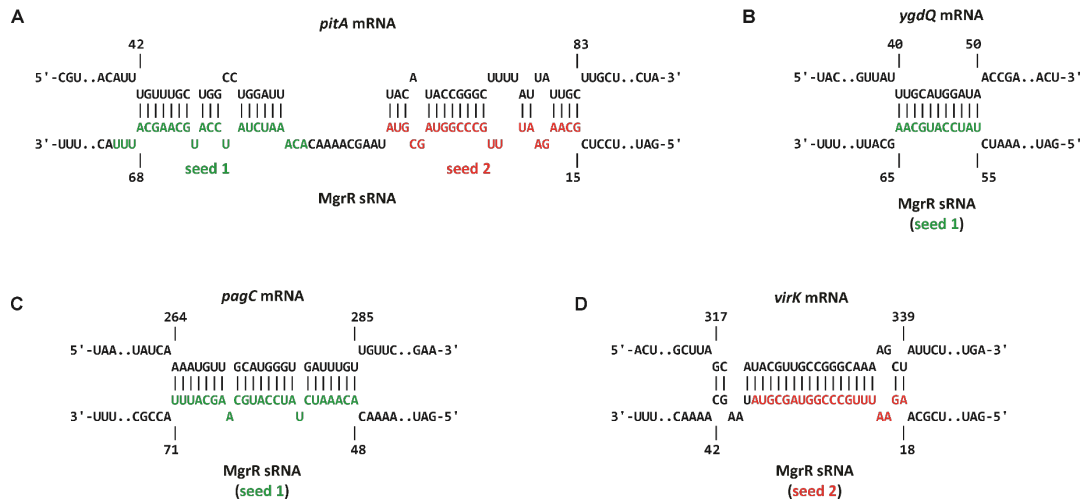 A
pitA mRNA
42 83
5'-CGU..ACAUU CC A UUUU UA UUGCU..CUA-3'
UGUUUGC UGG UGGAUU UAC UACCGGGC AU UUGC
ACGAACG ACC AUCUAA AUG AUGGCCCG UA AACG
3'-UUU..CAUUU U U ACACAAAACGAAU CG UU AG CUCCU..UAG-5'
seed 1 seed 2
68 15
MgrR sRNA
B
ygdQ mRNA
40 50
5'-UAC..GUUAU ACCGA..ACU-3'
UUGCAUGGAUA
AACGUACCUAU
3'-UUU..UUACG CUAAA..UAG-5'
65 55
MgrR sRNA
(seed 1)
C
pagC mRNA
264 285
5'-UAA..UAUCA UGUUC..GAA-3'
AAAUGUU GCAUGGGU GAUUUGU
UUUACGA CGUACCUA CUAAACA
3'-UUU..CGCCA A U CAAAA..UAG-5'
71 48
MgrR sRNA
(seed 1)
D
virK mRNA
317 339
5'-ACU..GCUUA AG AUUCU..UGA-3'
GC AUACGUUGCCGGGCAAA CU
CG UAUGCGAUGGCCCGUUU GA
3'-UUU..CAAAA AA AA ACGCU..UAG-5'
42 18
MgrR sRNA
(seed 2)